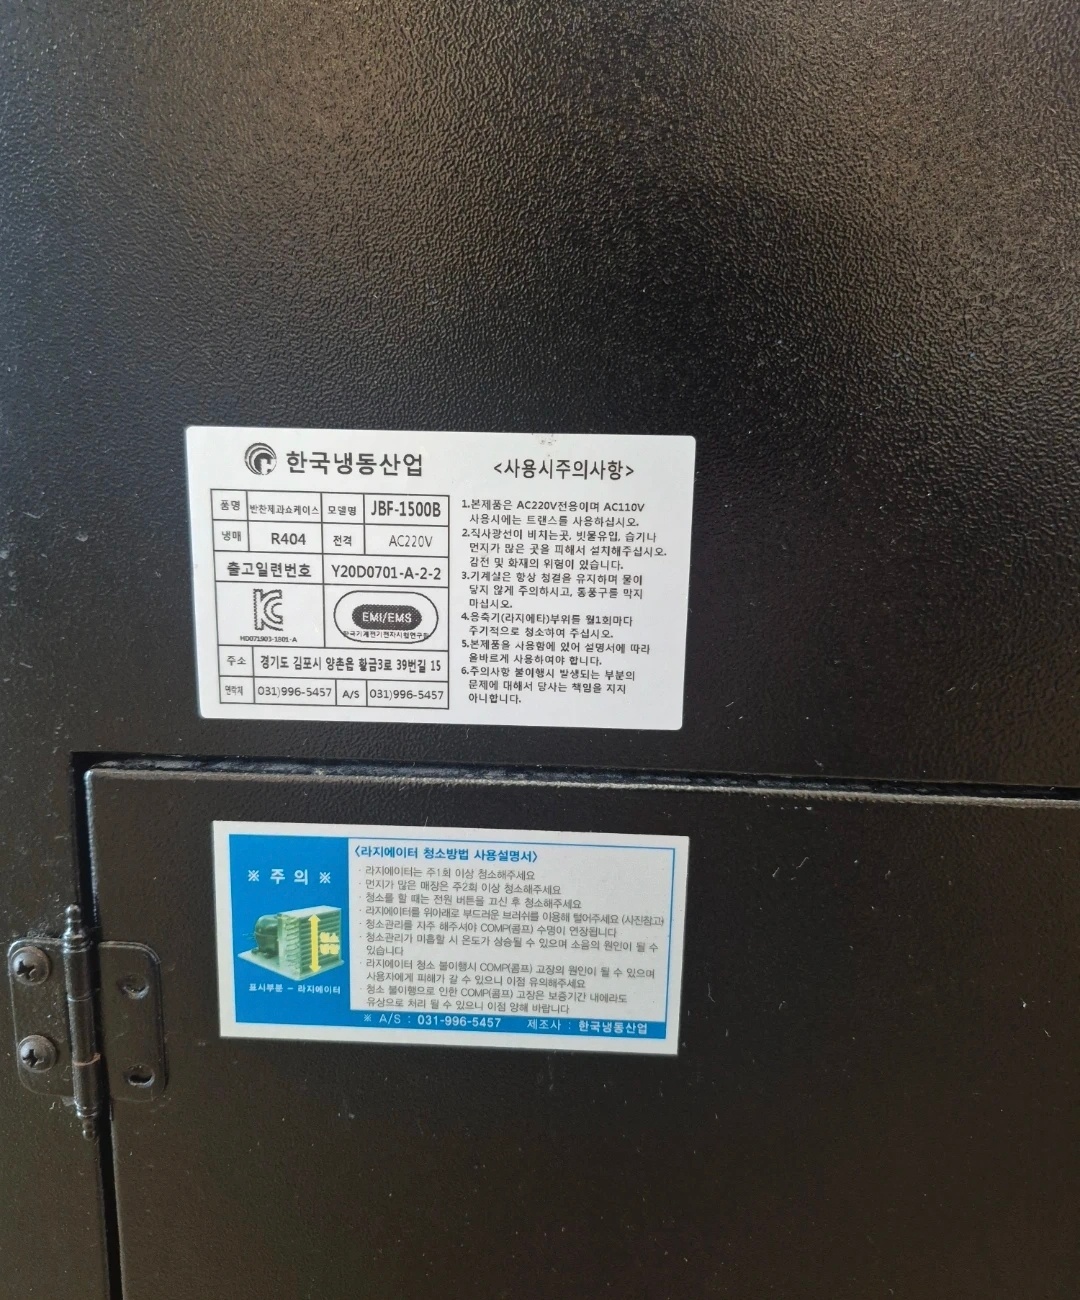 한국냉동산업
품명 반찬제과쇼케이스 모델명 JBF-1500B
냉매 R404 전격 AC220V
출고일련번호 Y20D0701-A-2-2
EMI/EMS
한국기계전기전자시험연구원
HD071903-1801-A
주소 경기도 김포시 양촌읍 황금3로 39번길 15
연락처 031)996-5457 A/S 031)996-5457
<사용시주의사항>
1.본제품은 AC220V전용이며 AC110V
사용시에는 트랜스를 사용하십시오.
2.직사광선이 비치는곳, 빗물유입, 습기나
먼지가 많은 곳을 피해서 설치해주십시오.
감전 및 화재의 위험이 있습니다.
3.기계실은 항상 청결을 유지하며 물이
닿지 않게 주의하시고, 통풍구를 막지
마십시오.
4.응축기(라지에타)부위를 월1회마다
주기적으로 청소하여 주십시오.
5.본제품을 사용함에 있어 설명서에 따라
올바르게 사용하여야 합니다.
6.주의사항 불이행시 발생되는 부분의
문제에 대해서 당사는 책임을 지지
아니합니다.
※ 주 의 ※
청소
방향
표시부분 - 라지에이터
<라지에이터 청소방법 사용설명서>
· 라지에이터는 주1회 이상 청소해주세요
· 먼지가 많은 매장은 주2회 이상 청소해주세요
· 청소를 할 때는 전원 버튼을 끄신 후 청소해주세요
· 라지에이터를 위아래로 부드러운 브러쉬를 이용해 털어주세요 (사진참고)
· 청소관리를 자주 해주셔야 COMP(콤프) 수명이 연장됩니다
· 청소관리가 미흡할 시 온도가 상승될 수 있으며 소음의 원인이 될 수
있습니다
· 라지에이터 청소 불이행시 COMP(콤프) 고장의 원인이 될 수 있으며
사용자에게 피해가 갈 수 있으니 이점 유의해주세요
· 청소 불이행으로 인한 COMP(콤프) 고장은 보증기간 내에라도
유상으로 처리 될 수 있으니 이점 양해 바랍니다
※ A/S : 031-996-5457 제조사 : 한국냉동산업